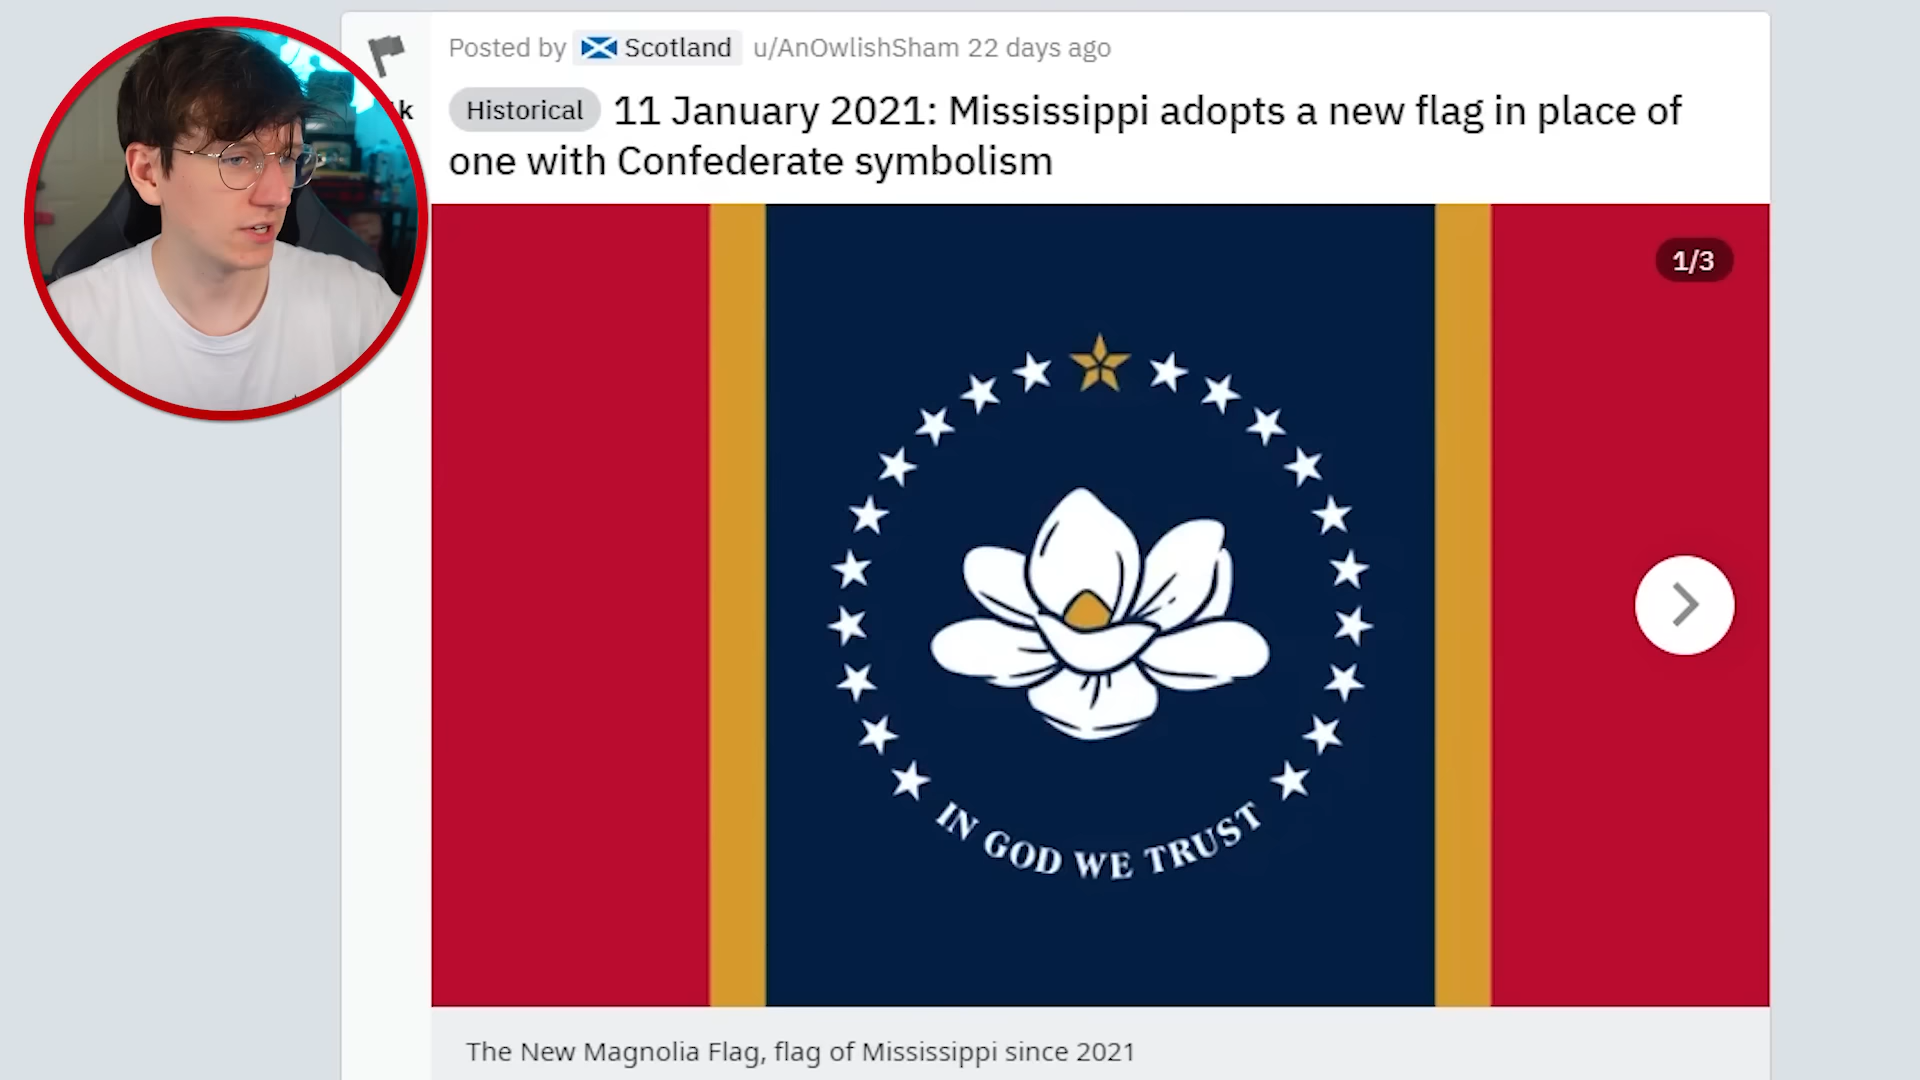 Posted by Scotland u/AnOwlishSham 22 days ago
k
Historical 11 January 2021: Mississippi adopts a new flag in place of
one with Confederate symbolism
1/3
IN GOD WE TRUST
The New Magnolia Flag, flag of Mississippi since 2021